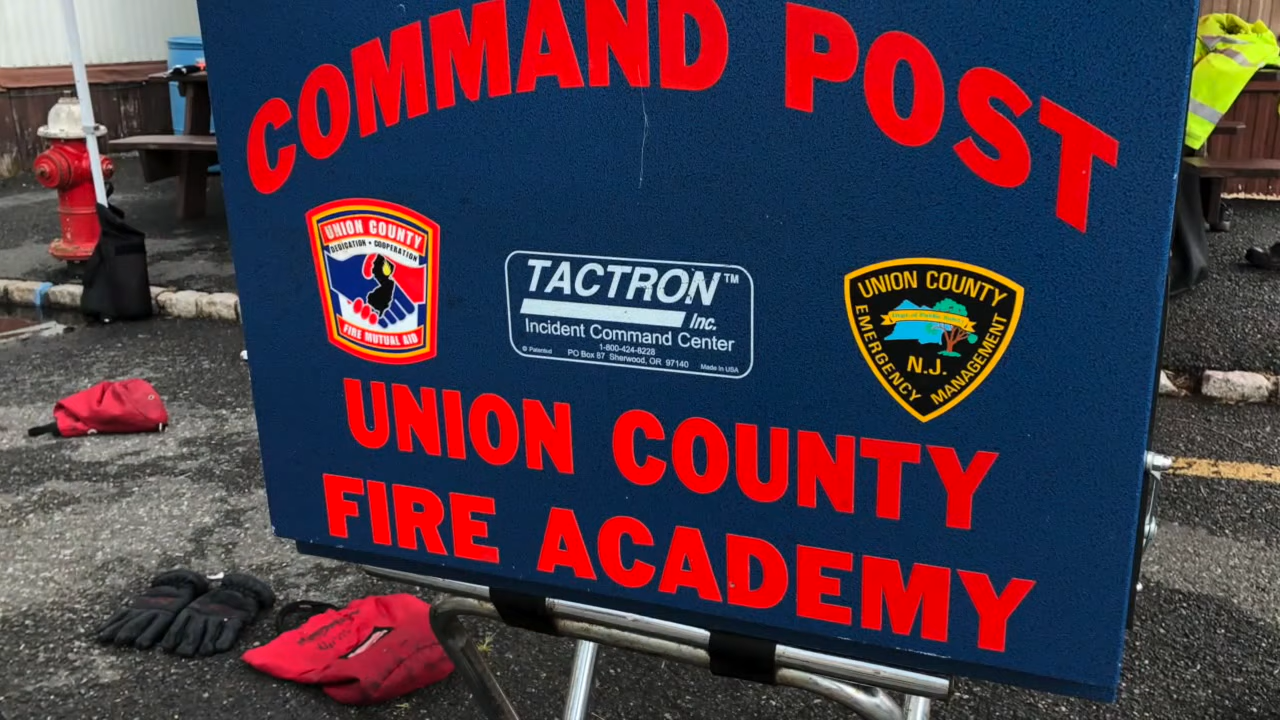 COMMAND POST
UNION COUNTY
DEDICATION • COOPERATION
FIRE MUTUAL AID
TACTRON™
Inc.
Incident Command Center
1-800-424-8228
© Patented PO Box 87 Sherwood, OR 97140 Made in USA
UNION COUNTY
EMERGENCY
MANAGEMENT
N.J.
UNION COUNTY
FIRE ACADEMY